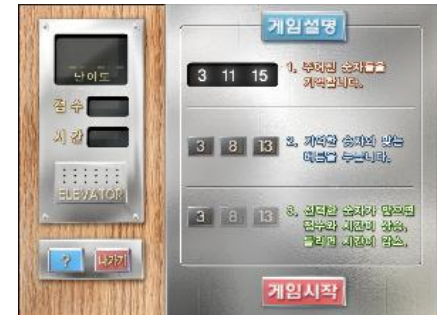 난이도
점수
시간
ELEVATOR
?
나가기
게임설명
3 11 15
1. 주어진 숫자들을
기억합니다.
3 8 13
2. 기억한 숫자와 맞는
버튼을 누릅니다.
3 8 13
3. 선택한 숫자가 맞으면
점수와 시간이 상승,
틀리면 시간이 감소.
게임시작